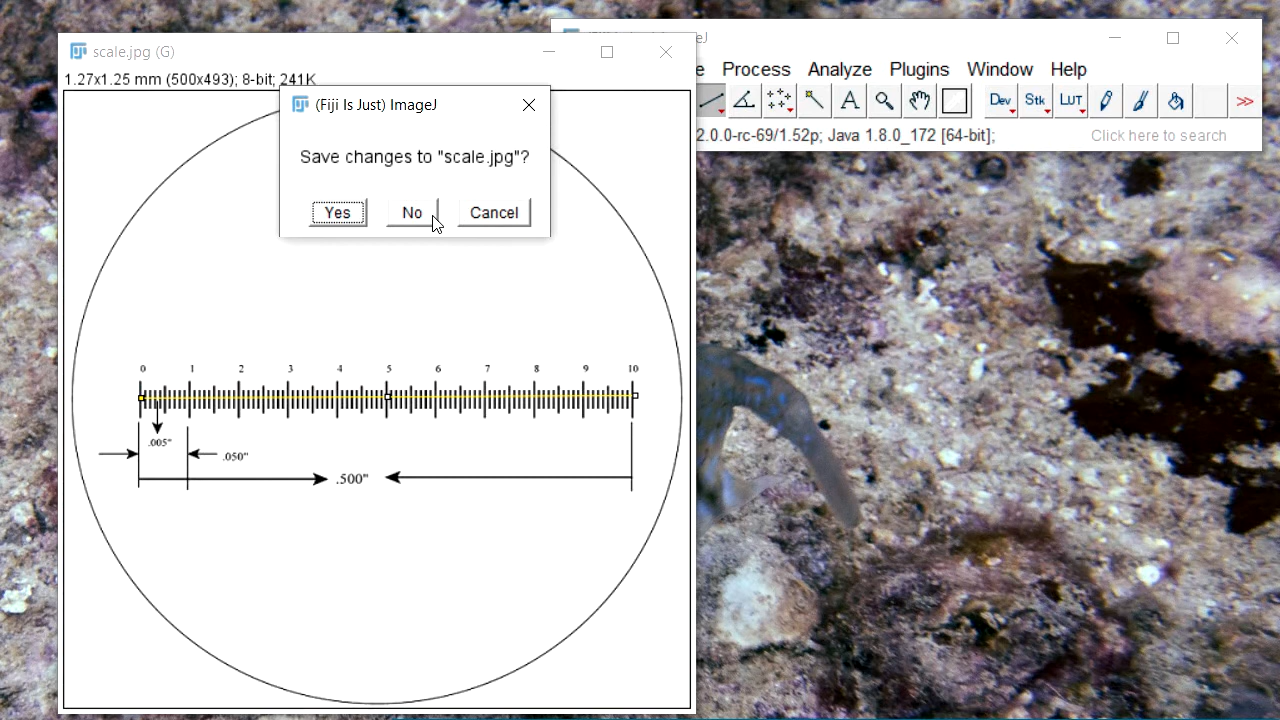 scale.jpg (G)
1.27x1.25 mm (500x493); 8-bit; 241K
(Fiji Is Just) ImageJ
Save changes to "scale.jpg"?
Yes No Cancel
J
e Process Analyze Plugins Window Help
A Dev Stk LUT >>
2.0.0-rc-69/1.52p; Java 1.8.0_172 [64-bit]; Click here to search
0 1 2 3 4 5 6 7 8 9 10
.005"
.050"
.500"